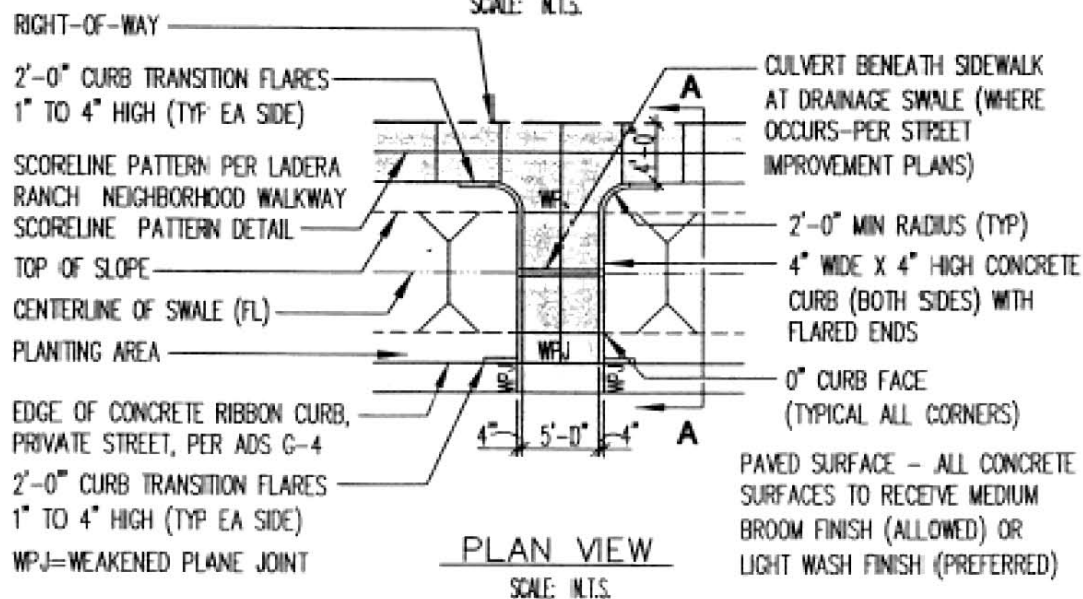 SCALE: N.T.S.
RIGHT-OF-WAY
2'-0" CURB TRANSITION FLARES
1" TO 4" HIGH (TYP EA SIDE)
SCORELINE PATTERN PER LADERA
RANCH NEIGHBORHOOD WALKWAY
SCORELINE PATTERN DETAIL
TOP OF SLOPE
CENTERLINE OF SWALE (FL)
PLANTING AREA
EDGE OF CONCRETE RIBBON CURB,
PRIVATE STREET, PER ADS G-4
2'-0" CURB TRANSITION FLARES
1" TO 4" HIGH (TYP EA SIDE)
WPJ=WEAKENED PLANE JOINT
A
4'-0"
WPJ
WPJ
WPJ
WPJ
4"
5'-0"
4"
A
CULVERT BENEATH SIDEWALK
AT DRAINAGE SWALE (WHERE
OCCURS-PER STREET
IMPROVEMENT PLANS)
2'-0" MIN RADIUS (TYP)
4" WIDE X 4" HIGH CONCRETE
CURB (BOTH SIDES) WITH
FLARED ENDS
0" CURB FACE
(TYPICAL ALL CORNERS)
PAVED SURFACE - ALL CONCRETE
SURFACES TO RECEIVE MEDIUM
BROOM FINISH (ALLOWED) OR
LIGHT WASH FINISH (PREFERRED)
PLAN VIEW
SCALE: N.T.S.